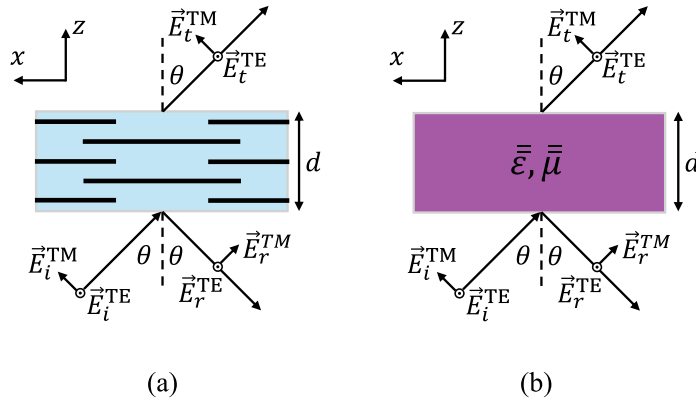 z
x
θ
E⃗_t^TM
E⃗_t^TE
d
θ θ
E⃗_i^TM
E⃗_i^TE
E⃗_r^TM
E⃗_r^TE
(a)
z
x
θ
E⃗_t^TM
E⃗_t^TE
ε̿, μ̿
d
θ θ
E⃗_i^TM
E⃗_i^TE
E⃗_r^TM
E⃗_r^TE
(b)